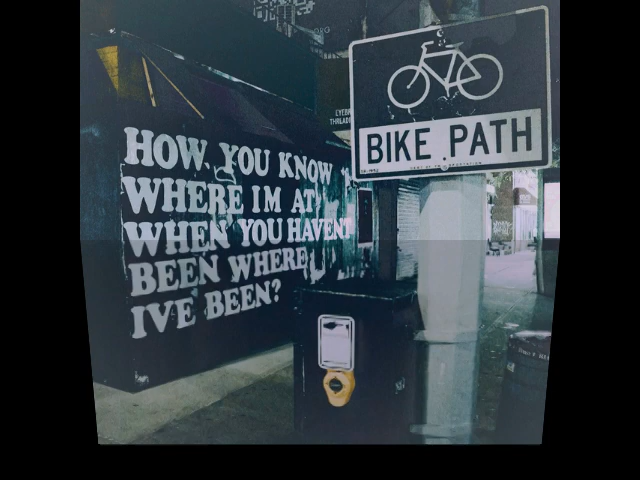 HOW, YOU KNOW
WHERE IM AT
WHEN YOU HAVENT
BEEN WHERE
IVE BEEN?
BIKE PATH